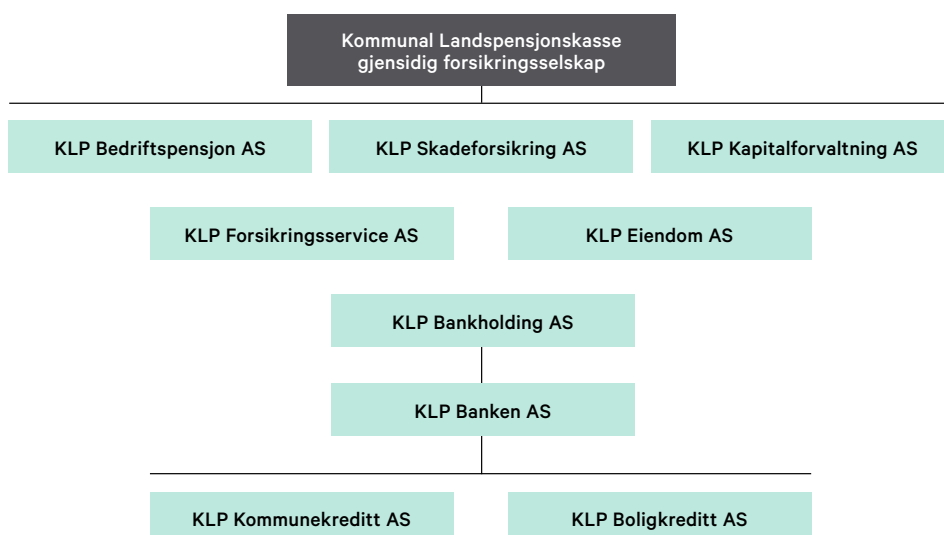 Kommunal Landspensjonskasse
gjensidig forsikringsselskap
KLP Bedriftspensjon AS
KLP Skadeforsikring AS
KLP Kapitalforvaltning AS
KLP Forsikringsservice AS
KLP Eiendom AS
KLP Bankholding AS
KLP Banken AS
KLP Kommunekreditt AS
KLP Boligkreditt AS